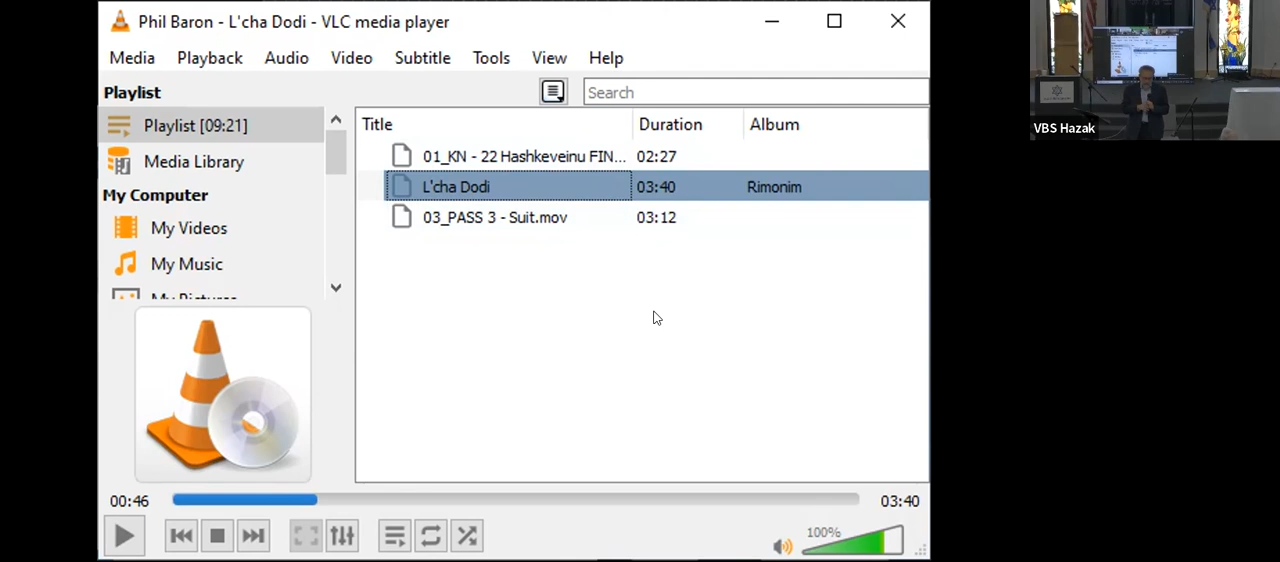 Phil Baron - L'cha Dodi - VLC media player
Media Playback Audio Video Subtitle Tools View Help
Playlist
Search
Playlist [09:21]
Media Library
My Computer
My Videos
My Music
My Pictures
Title Duration Album
01_KN - 22 Hashkeveinu FIN... 02:27
L'cha Dodi 03:40 Rimonim
03_PASS 3 - Suit.mov 03:12
00:46
03:40
100%
VBS Hazak